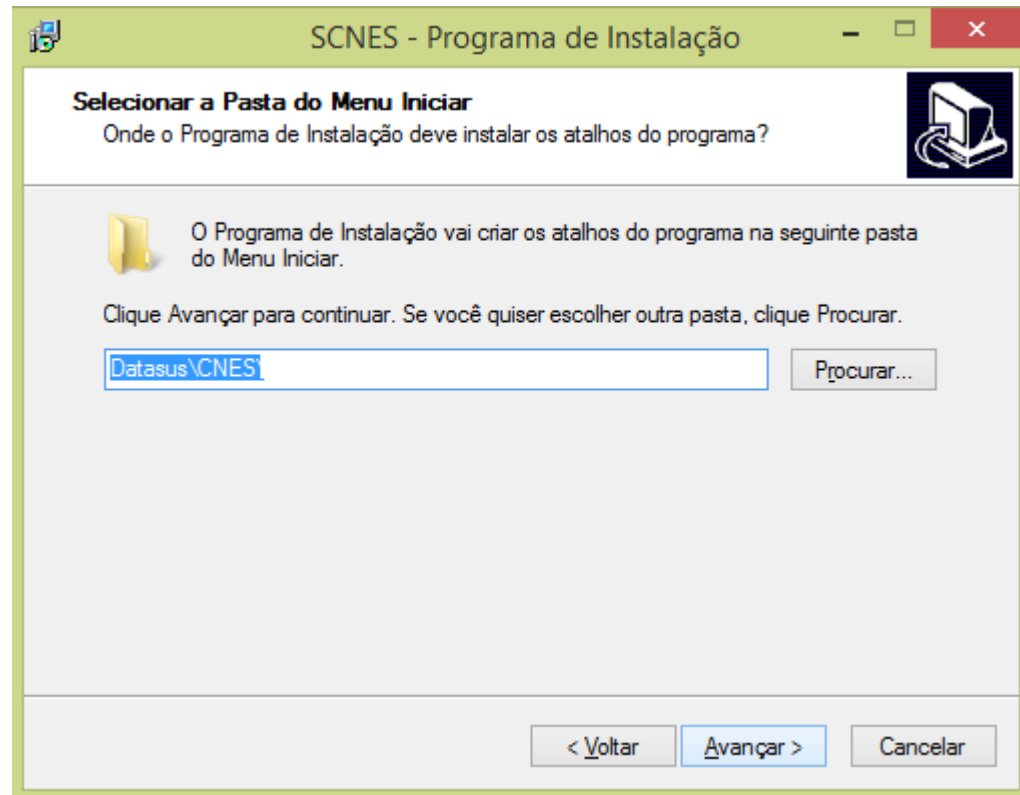 SCNES - Programa de Instalação
Selecionar a Pasta do Menu Iniciar
Onde o Programa de Instalação deve instalar os atalhos do programa?
O Programa de Instalação vai criar os atalhos do programa na seguinte pasta
do Menu Iniciar.
Clique Avançar para continuar. Se você quiser escolher outra pasta, clique Procurar.
Datasus\CNES\
Procurar...
< Voltar
Avançar >
Cancelar